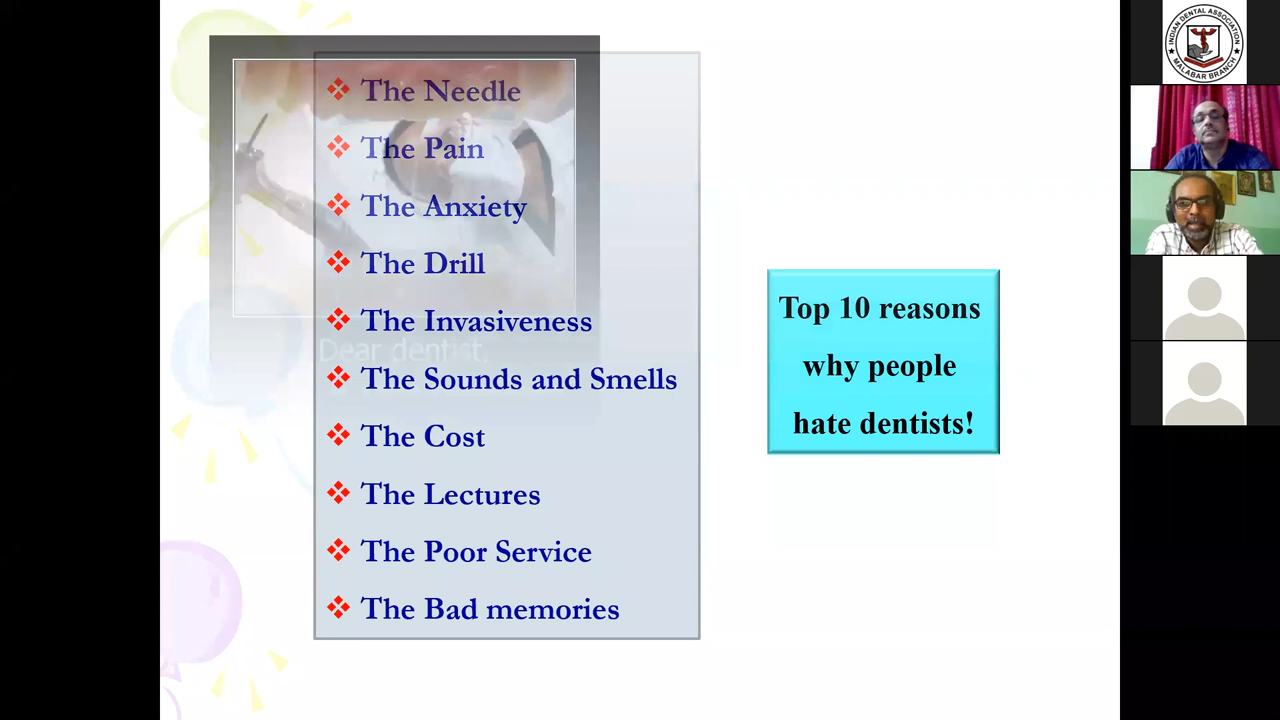 The Needle
The Pain
The Anxiety
The Drill
The Invasiveness
Dear dentist,
The Sounds and Smells
The Cost
The Lectures
The Poor Service
The Bad memories
Top 10 reasons
why people
hate dentists!
INDIAN DENTAL ASSOCIATION
MALABAR BRANCH